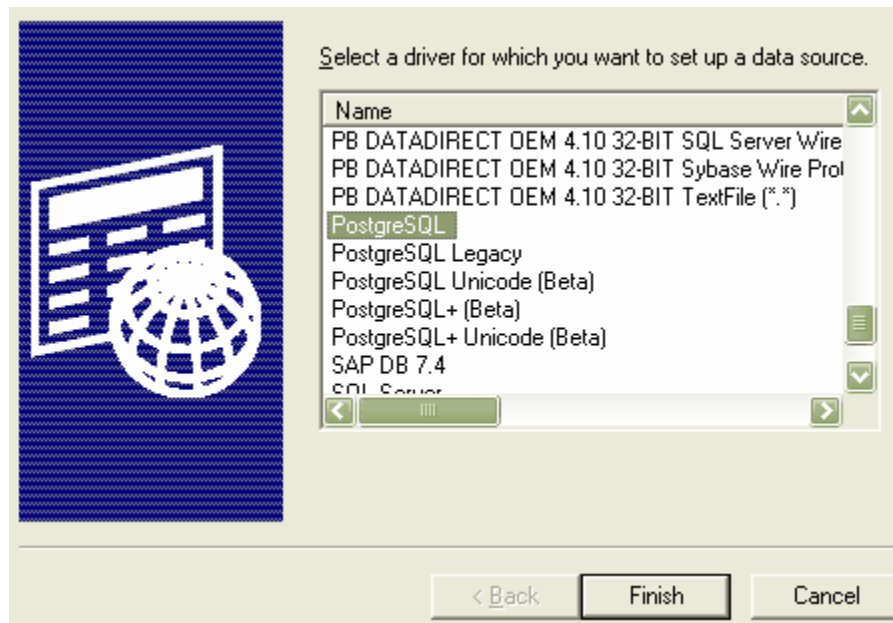 Select a driver for which you want to set up a data source.
Name
PB DATADIRECT OEM 4.10 32-BIT SQL Server Wire
PB DATADIRECT OEM 4.10 32-BIT Sybase Wire
PB DATADIRECT OEM 4.10 32-BIT TextFile (*.*)
PostgreSQL
PostgreSQL Legacy
PostgreSQL Unicode (Beta)
PostgreSQL+ (Beta)
PostgreSQL+ Unicode (Beta)
SAP DB 7.4
SQL Server
< Back
Finish
Cancel